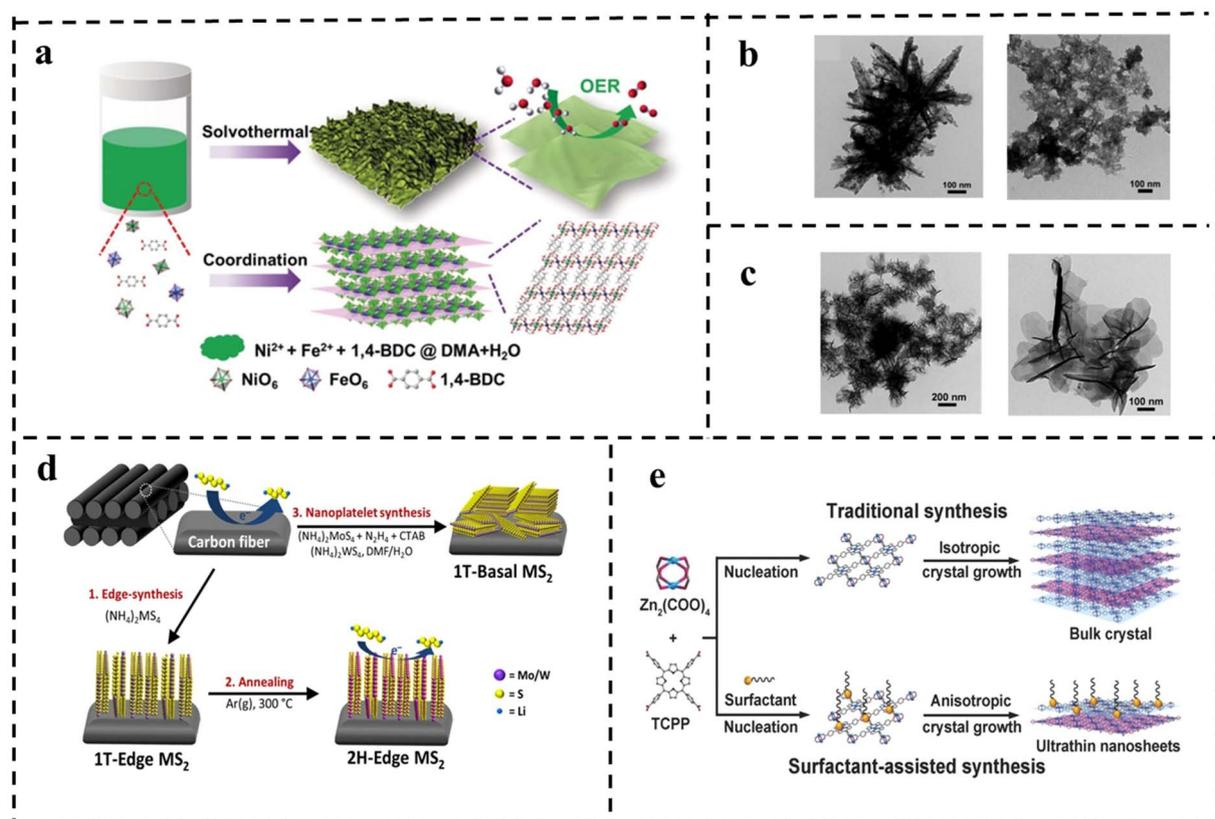 a
Solvothermal
OER
Coordination
Ni²⁺ + Fe²⁺ + 1,4-BDC @ DMA+H₂O
NiO₆
FeO₆
1,4-BDC
b
100 nm
100 nm
c
200 nm
100 nm
d
e⁻
Carbon fiber
3. Nanoplatelet synthesis
(NH₄)₂MoS₄ + N₂H₄ + CTAB
(NH₄)₂WS₄, DMF/H₂O
1T-Basal MS₂
1. Edge-synthesis
(NH₄)₂MS₄
1T-Edge MS₂
2. Annealing
Ar(g), 300 °C
e⁻
2H-Edge MS₂
= Mo/W
= S
= Li
e
Traditional synthesis
Zn₂(COO)₄
+
TCPP
Nucleation
Isotropic
crystal growth
Bulk crystal
Surfactant
Nucleation
Anisotropic
crystal growth
Ultrathin nanosheets
Surfactant-assisted synthesis